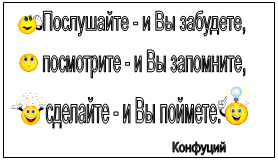 Послушайте - и Вы забудете,
посмотрите - и Вы запомните,
сделайте - и Вы поймете.
Конфуций